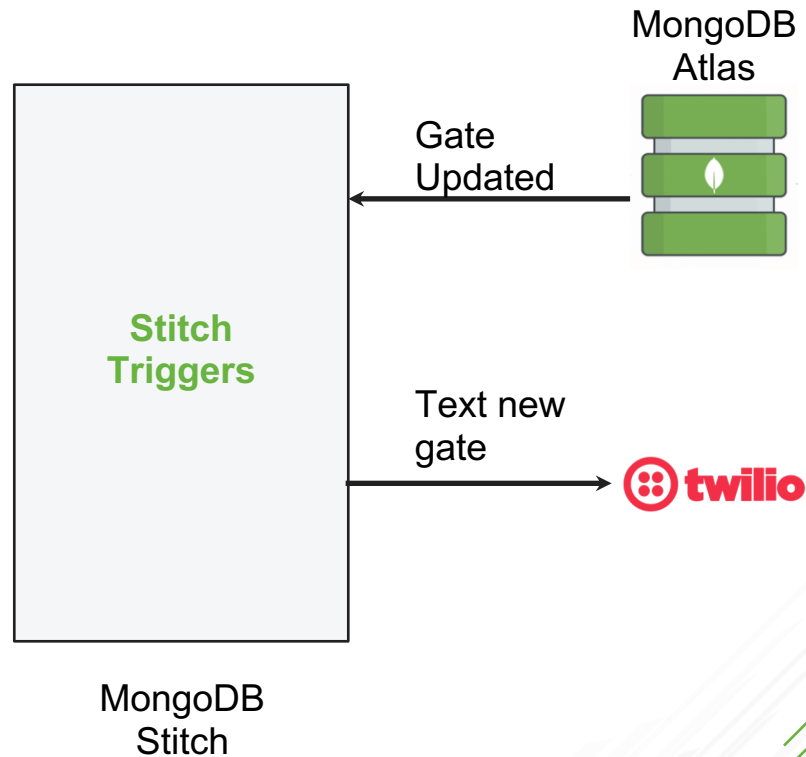 MongoDB
Atlas
Gate
Updated
Stitch
Triggers
Text new
gate
twilio
MongoDB
Stitch